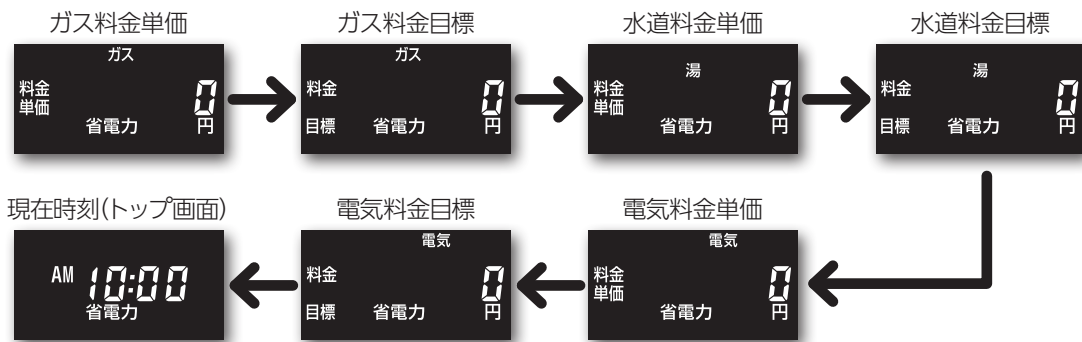 ガス料金単価
ガス
料金
単価
0
省電力
円
ガス料金目標
ガス
料金
0
目標
省電力
円
水道料金単価
湯
料金
単価
0
省電力
円
水道料金目標
湯
料金
0
目標
省電力
円
電気料金単価
電気
料金
単価
0
省電力
円
電気料金目標
電気
料金
0
目標
省電力
円
現在時刻(トップ画面)
AM 10:00
省電力